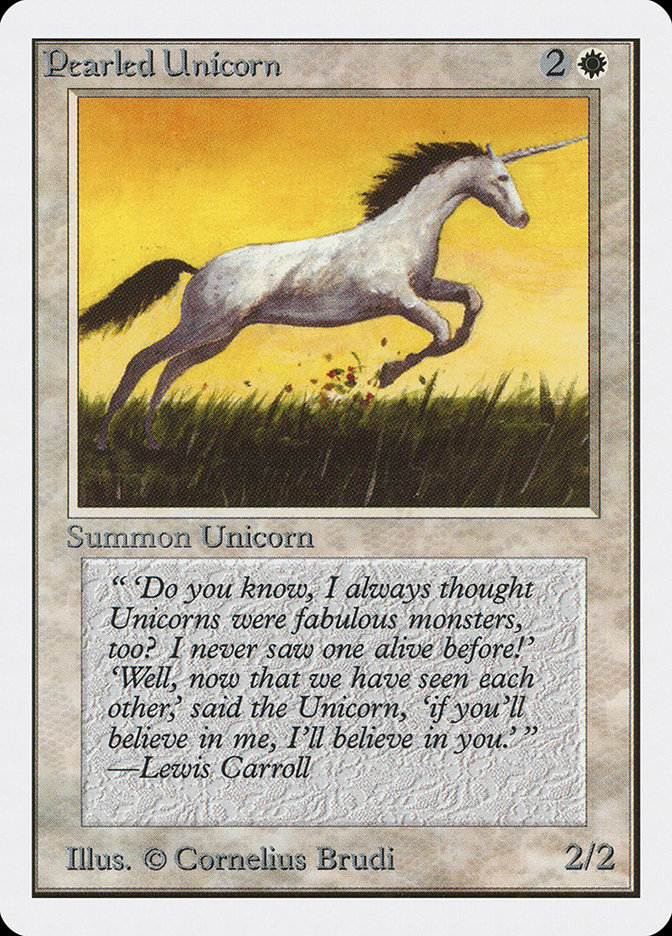 Pearled Unicorn 2
Summon Unicorn
“ ‘Do you know, I always thought
Unicorns were fabulous monsters,
too? I never saw one alive before!’
‘Well, now that we have seen each
other,’ said the Unicorn, ‘if you’ll
believe in me, I’ll believe in you.’ ”
—Lewis Carroll
Illus. © Cornelius Brudi 2/2